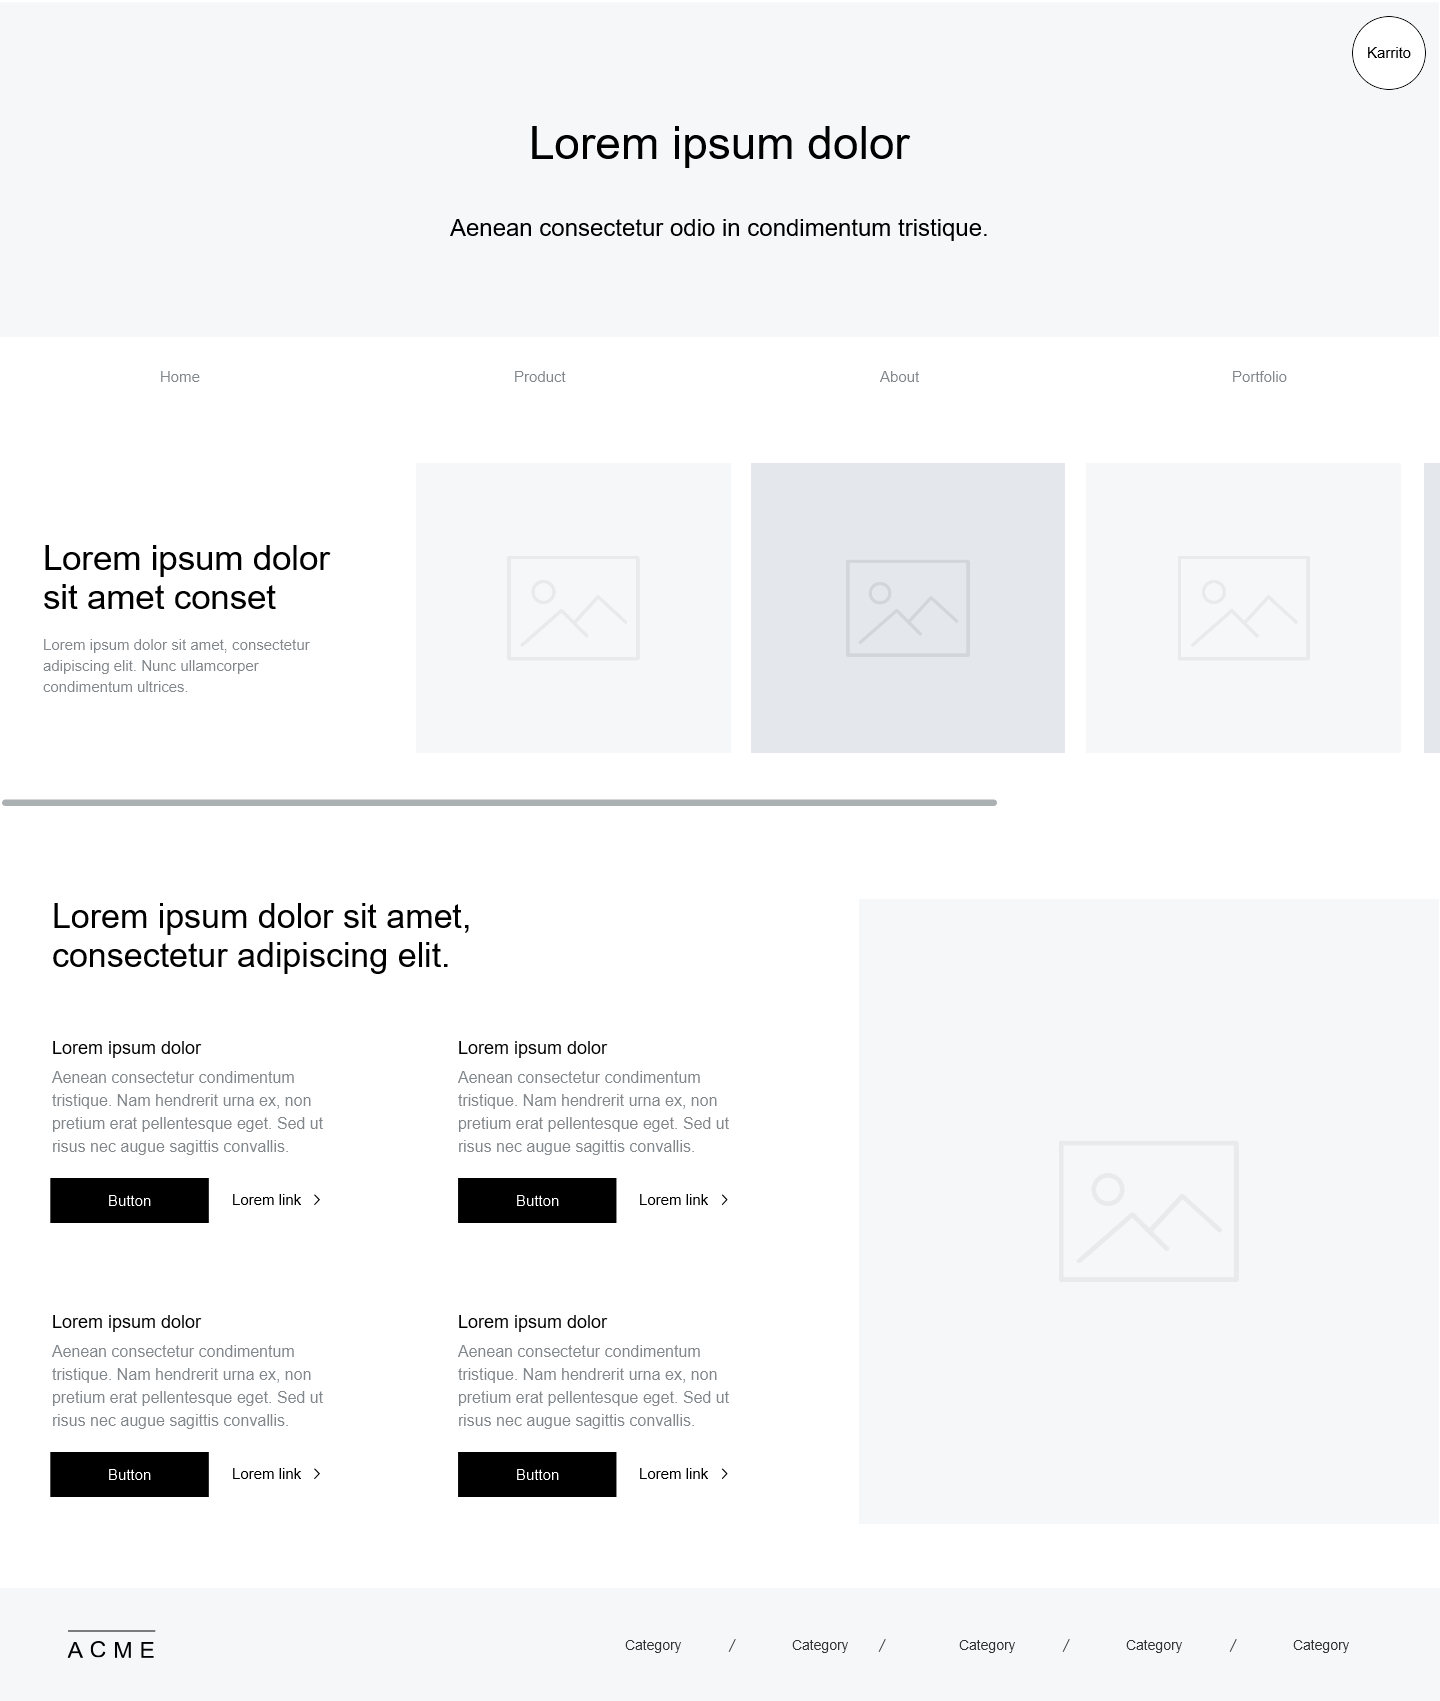 Karrito
Lorem ipsum dolor
Aenean consectetur odio in condimentum tristique.
Home Product About Portfolio
Lorem ipsum dolor
sit amet conset
Lorem ipsum dolor sit amet, consectetur
adipiscing elit. Nunc ullamcorper
condimentum ultrices.
Lorem ipsum dolor sit amet,
consectetur adipiscing elit.
Lorem ipsum dolor
Aenean consectetur condimentum
tristique. Nam hendrerit urna ex, non
pretium erat pellentesque eget. Sed ut
risus nec augue sagittis convallis.
Button Lorem link
Lorem ipsum dolor
Aenean consectetur condimentum
tristique. Nam hendrerit urna ex, non
pretium erat pellentesque eget. Sed ut
risus nec augue sagittis convallis.
Button Lorem link
Lorem ipsum dolor
Aenean consectetur condimentum
tristique. Nam hendrerit urna ex, non
pretium erat pellentesque eget. Sed ut
risus nec augue sagittis convallis.
Button Lorem link
Lorem ipsum dolor
Aenean consectetur condimentum
tristique. Nam hendrerit urna ex, non
pretium erat pellentesque eget. Sed ut
risus nec augue sagittis convallis.
Button Lorem link
ACME
Category / Category / Category / Category / Category